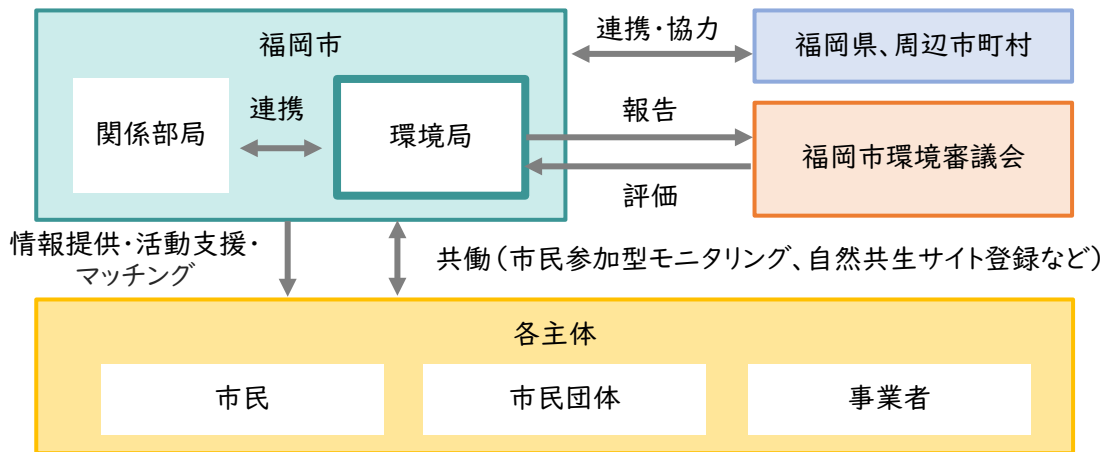 福岡市
連携・協力
福岡県、周辺市町村
関係部局
連携
環境局
報告
評価
福岡市環境審議会
情報提供・活動支援・
マッチング
共働（市民参加型モニタリング、自然共生サイト登録など）
各主体
市民
市民団体
事業者